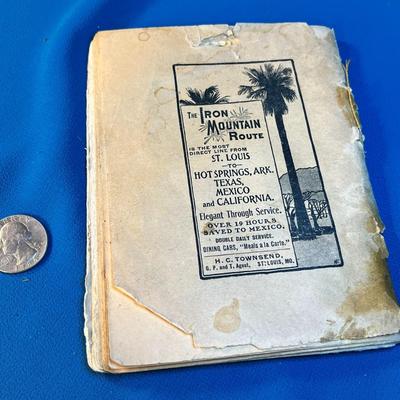 THE IRON
MOUNTAIN
ROUTE
IS THE MOST
DIRECT LINE FROM
ST. LOUIS
-TO-
HOT SPRINGS, ARK.
TEXAS,
MEXICO
and CALIFORNIA.
Elegant Through Service.
OVER 19 HOURS
SAVED TO MEXICO,
DOUBLE DAILY SERVICE.
DINING CARS, "Meals a la Carte."
H. C. TOWNSEND,
G. P. and T. Agent, ST. LOUIS, MO.